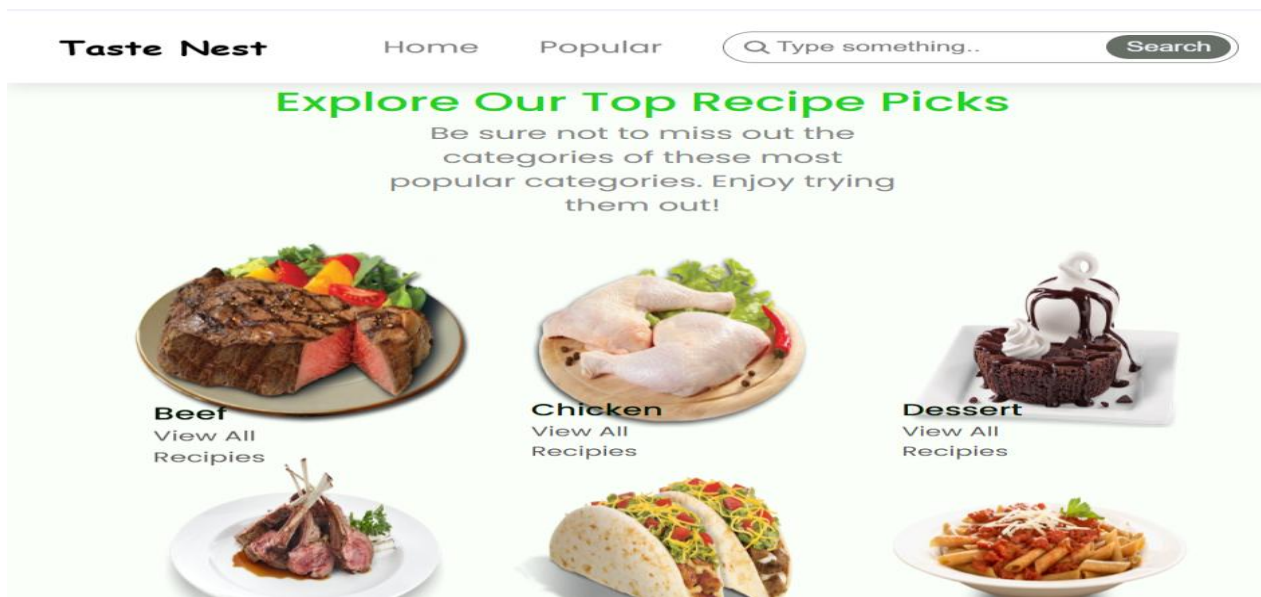 Taste Nest
Home
Popular
Type something..
Search
Explore Our Top Recipe Picks
Be sure not to miss out the
categories of these most
popular categories. Enjoy trying
them out!
Beef
View All
Recipies
Chicken
View All
Recipies
Dessert
View All
Recipies